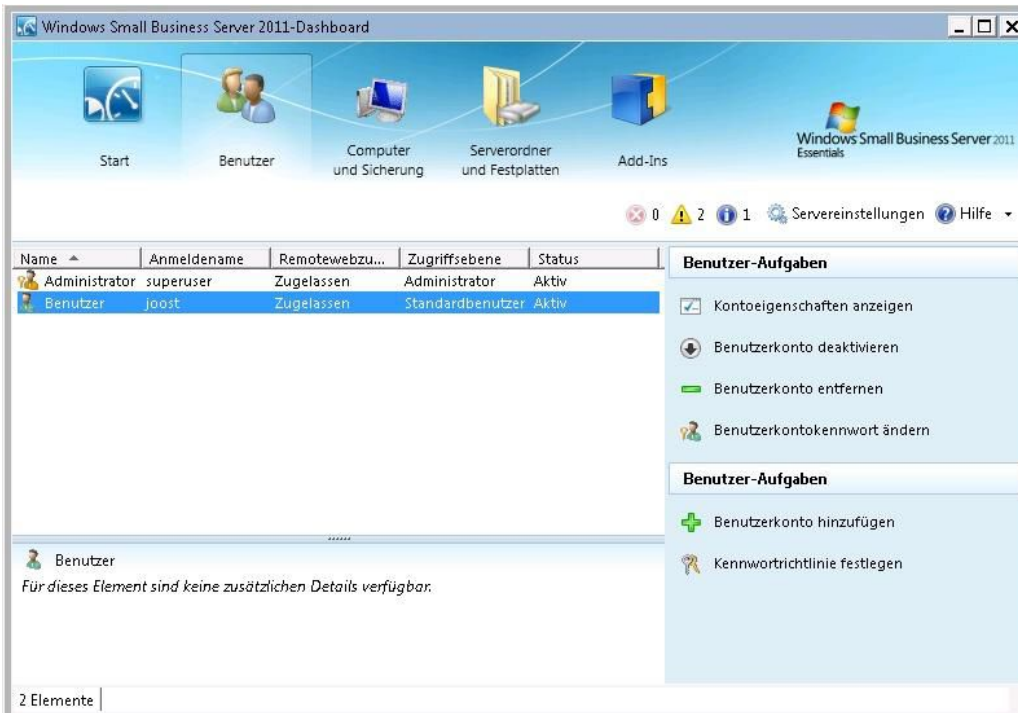 Windows Small Business Server 2011-Dashboard
Start
Benutzer
Computer
und Sicherung
Serverordner
und Festplatten
Add-Ins
Windows Small Business Server 2011
Essentials
0 2 1 Servereinstellungen Hilfe
Name Anmeldename Remotewebzu... Zugriffsebene Status
Administrator superuser Zugelassen Administrator Aktiv
Benutzer joost Zugelassen Standardbenutzer Aktiv
Benutzer
Für dieses Element sind keine zusätzlichen Details verfügbar.
2 Elemente
Benutzer-Aufgaben
Kontoeigenschaften anzeigen
Benutzerkonto deaktivieren
Benutzerkonto entfernen
Benutzerkontokennwort ändern
Benutzer-Aufgaben
Benutzerkonto hinzufügen
Kennwortrichtlinie festlegen